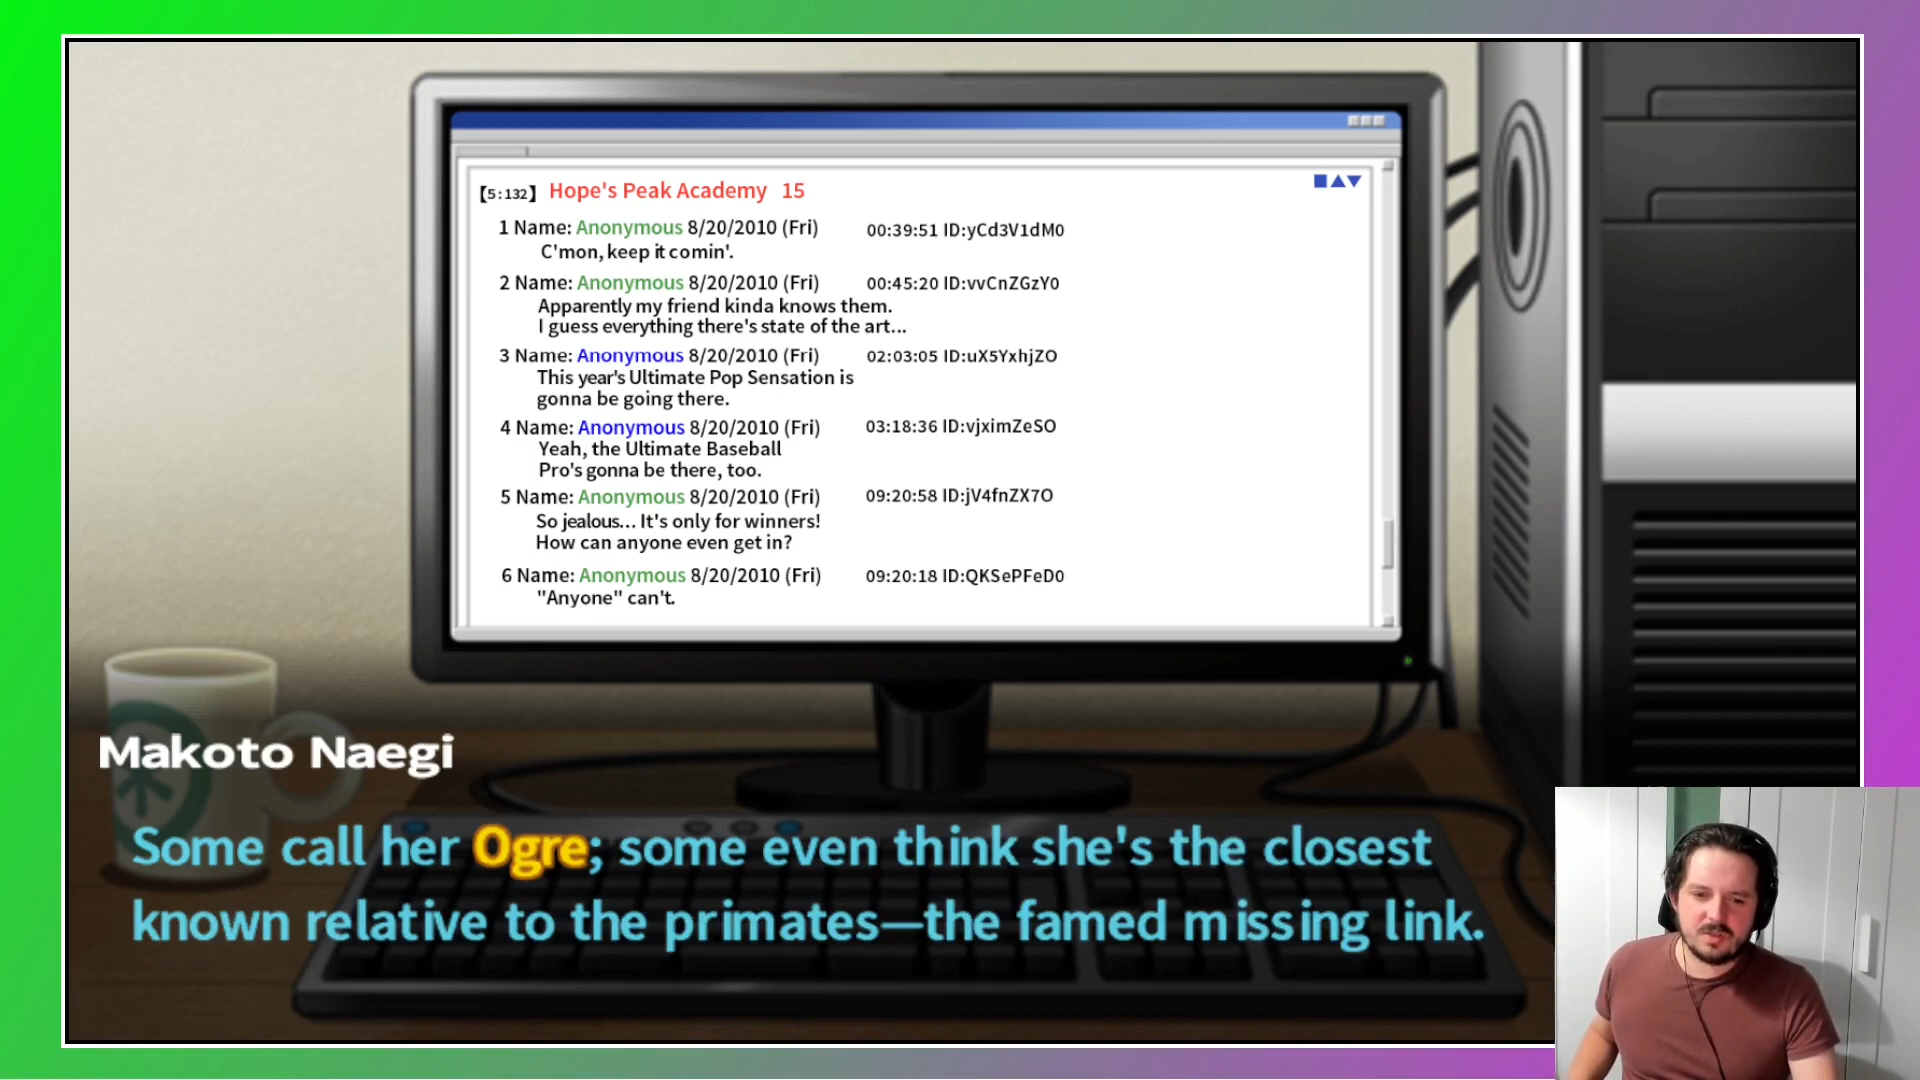 【5:132】 Hope's Peak Academy 15
1 Name: Anonymous 8/20/2010 (Fri) 00:39:51 ID:yCd3V1dM0
C'mon, keep it comin'.
2 Name: Anonymous 8/20/2010 (Fri) 00:45:20 ID:vvCnZGzY0
Apparently my friend kinda knows them.
I guess everything there's state of the art...
3 Name: Anonymous 8/20/2010 (Fri) 02:03:05 ID:uX5YxhjZO
This year's Ultimate Pop Sensation is
gonna be going there.
4 Name: Anonymous 8/20/2010 (Fri) 03:18:36 ID:vjximZeSO
Yeah, the Ultimate Baseball
Pro's gonna be there, too.
5 Name: Anonymous 8/20/2010 (Fri) 09:20:58 ID:jV4fnZX7O
So jealous... It's only for winners!
How can anyone even get in?
6 Name: Anonymous 8/20/2010 (Fri) 09:20:18 ID:QKSePFeD0
"Anyone" can't.
Makoto Naegi
Some call her Ogre; some even think she's the closest
known relative to the primates—the famed missing link.